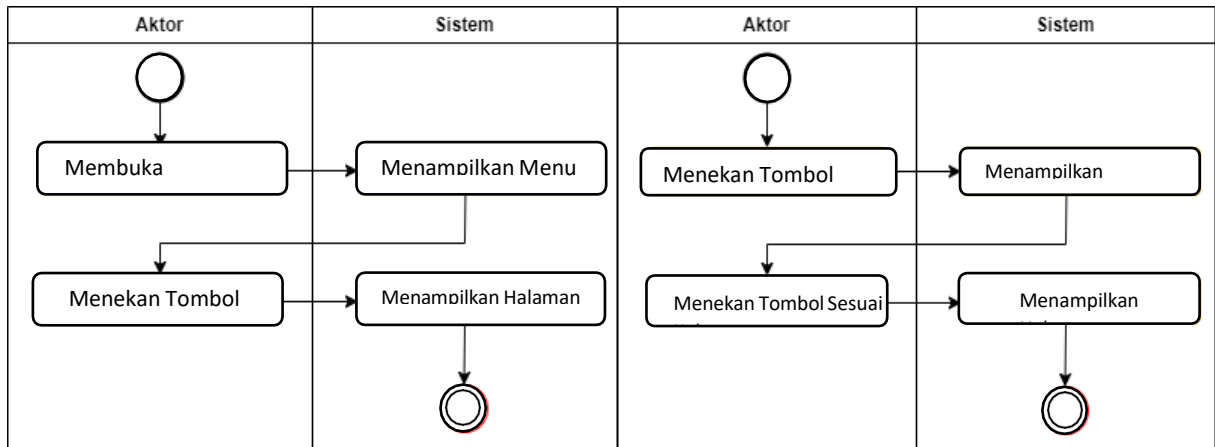 Aktor
Sistem
Aktor
Sistem
Membuka
Menampilkan Menu
Menekan Tombol
Menampilkan
Menekan Tombol
Menampilkan Halaman
Menekan Tombol Sesuai
Menampilkan